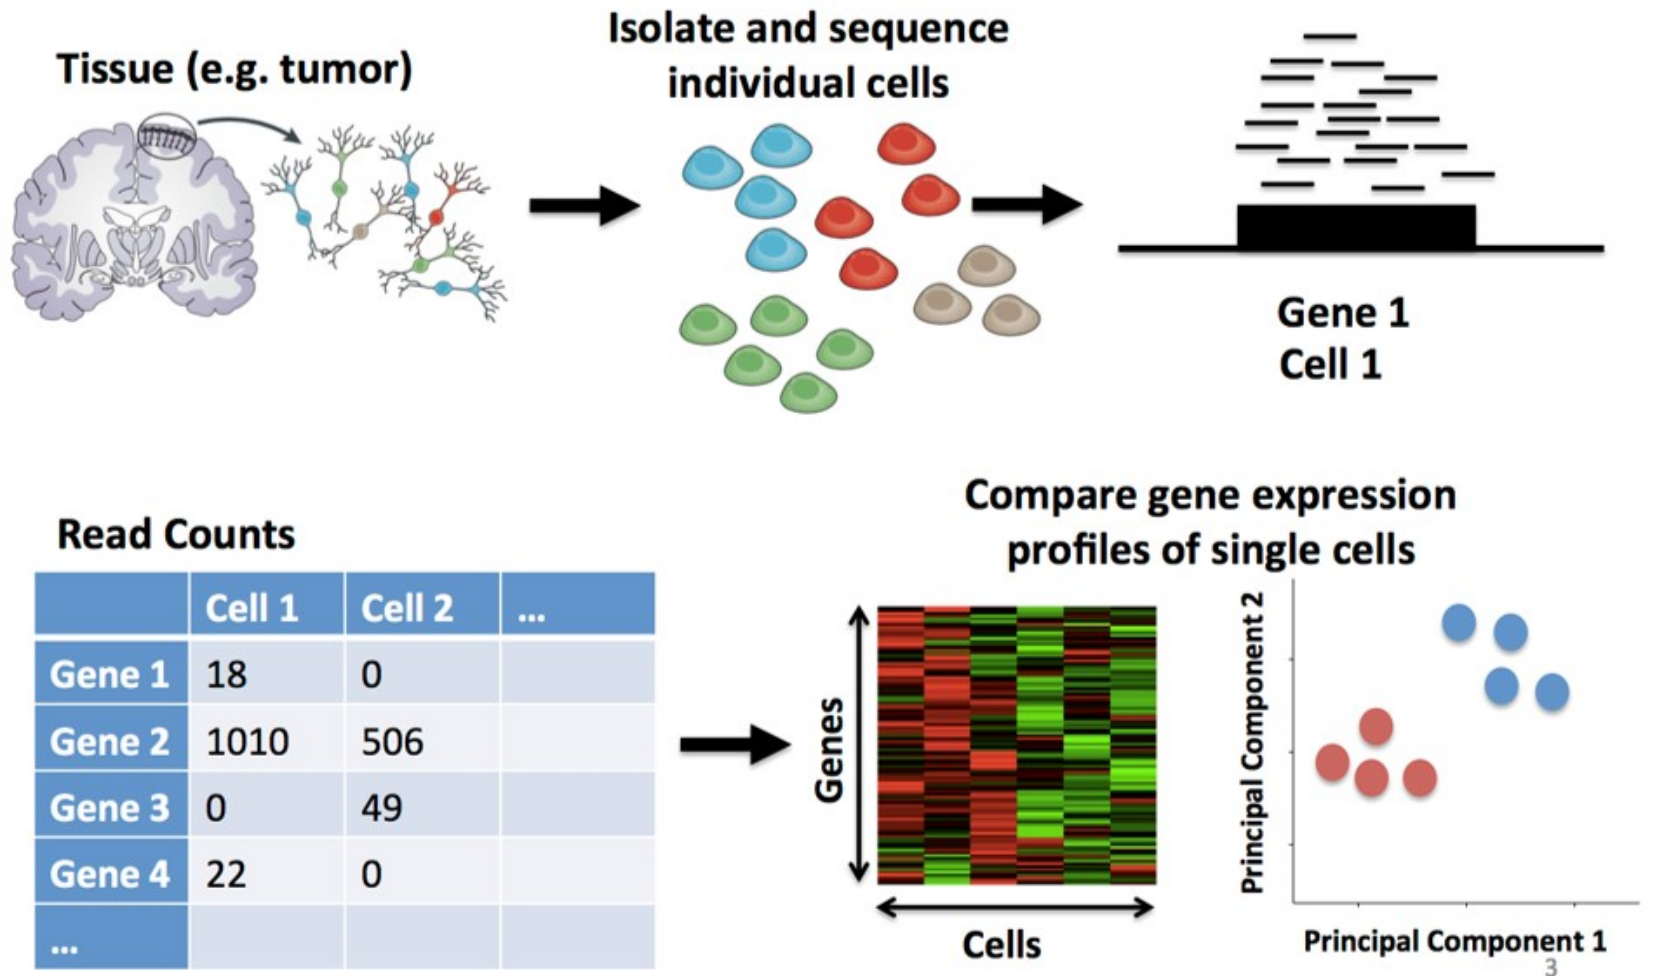 Tissue (e.g. tumor)
Isolate and sequence
individual cells
Gene 1
Cell 1
Read Counts
Cell 1 Cell 2 ...
Gene 1 18 0
Gene 2 1010 506
Gene 3 0 49
Gene 4 22 0
...
Compare gene expression
profiles of single cells
Genes
Cells
Principal Component 2
Principal Component 1
3